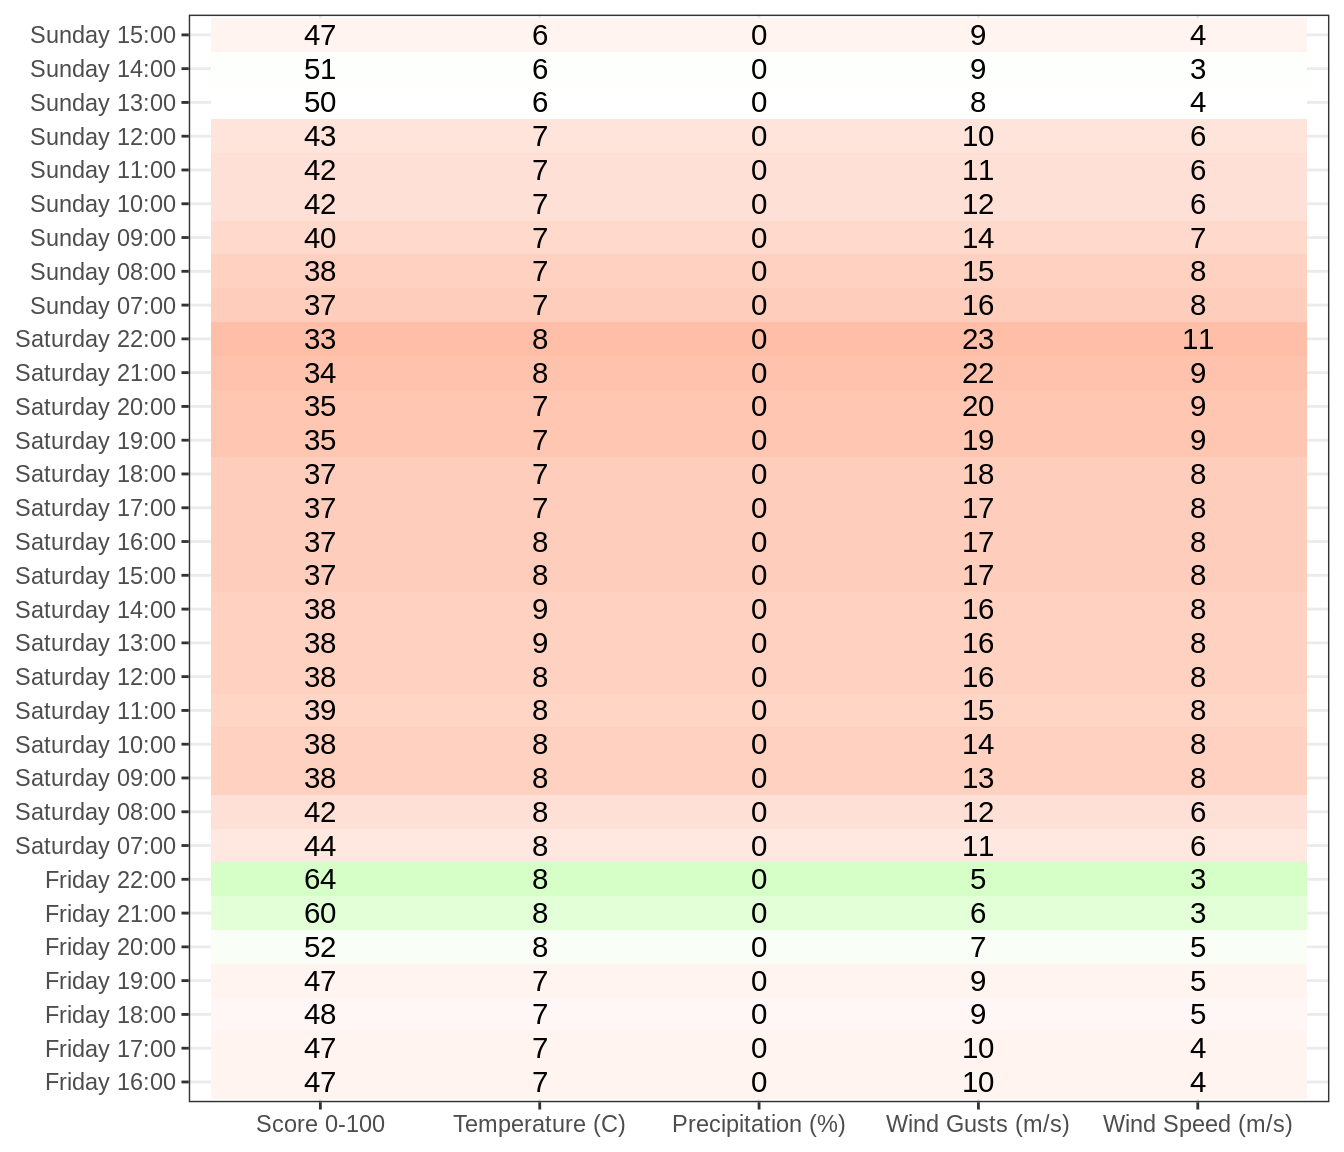 Sunday 15:00 47 6 0 9 4
Sunday 14:00 51 6 0 9 3
Sunday 13:00 50 6 0 8 4
Sunday 12:00 43 7 0 10 6
Sunday 11:00 42 7 0 11 6
Sunday 10:00 42 7 0 12 6
Sunday 09:00 40 7 0 14 7
Sunday 08:00 38 7 0 15 8
Sunday 07:00 37 7 0 16 8
Saturday 22:00 33 8 0 23 11
Saturday 21:00 34 8 0 22 9
Saturday 20:00 35 7 0 20 9
Saturday 19:00 35 7 0 19 9
Saturday 18:00 37 7 0 18 8
Saturday 17:00 37 7 0 17 8
Saturday 16:00 37 8 0 17 8
Saturday 15:00 37 8 0 17 8
Saturday 14:00 38 9 0 16 8
Saturday 13:00 38 9 0 16 8
Saturday 12:00 38 8 0 16 8
Saturday 11:00 39 8 0 15 8
Saturday 10:00 38 8 0 14 8
Saturday 09:00 38 8 0 13 8
Saturday 08:00 42 8 0 12 6
Saturday 07:00 44 8 0 11 6
Friday 22:00 64 8 0 5 3
Friday 21:00 60 8 0 6 3
Friday 20:00 52 8 0 7 5
Friday 19:00 47 7 0 9 5
Friday 18:00 48 7 0 9 5
Friday 17:00 47 7 0 10 4
Friday 16:00 47 7 0 10 4
Score 0-100 Temperature (C) Precipitation (%) Wind Gusts (m/s) Wind Speed (m/s)